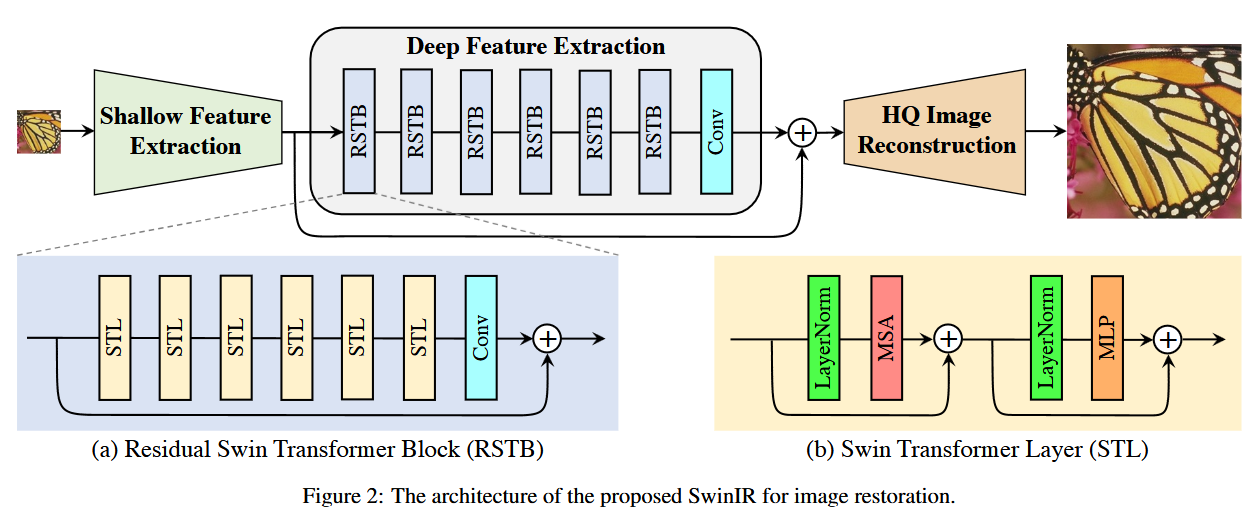 Deep Feature Extraction
Shallow Feature
Extraction
RSTB
RSTB
RSTB
RSTB
RSTB
RSTB
Conv
+
HQ Image
Reconstruction
STL
STL
STL
STL
STL
STL
Conv
+
(a) Residual Swin Transformer Block (RSTB)
LayerNorm
MSA
+
LayerNorm
MLP
+
(b) Swin Transformer Layer (STL)
Figure 2: The architecture of the proposed SwinIR for image restoration.